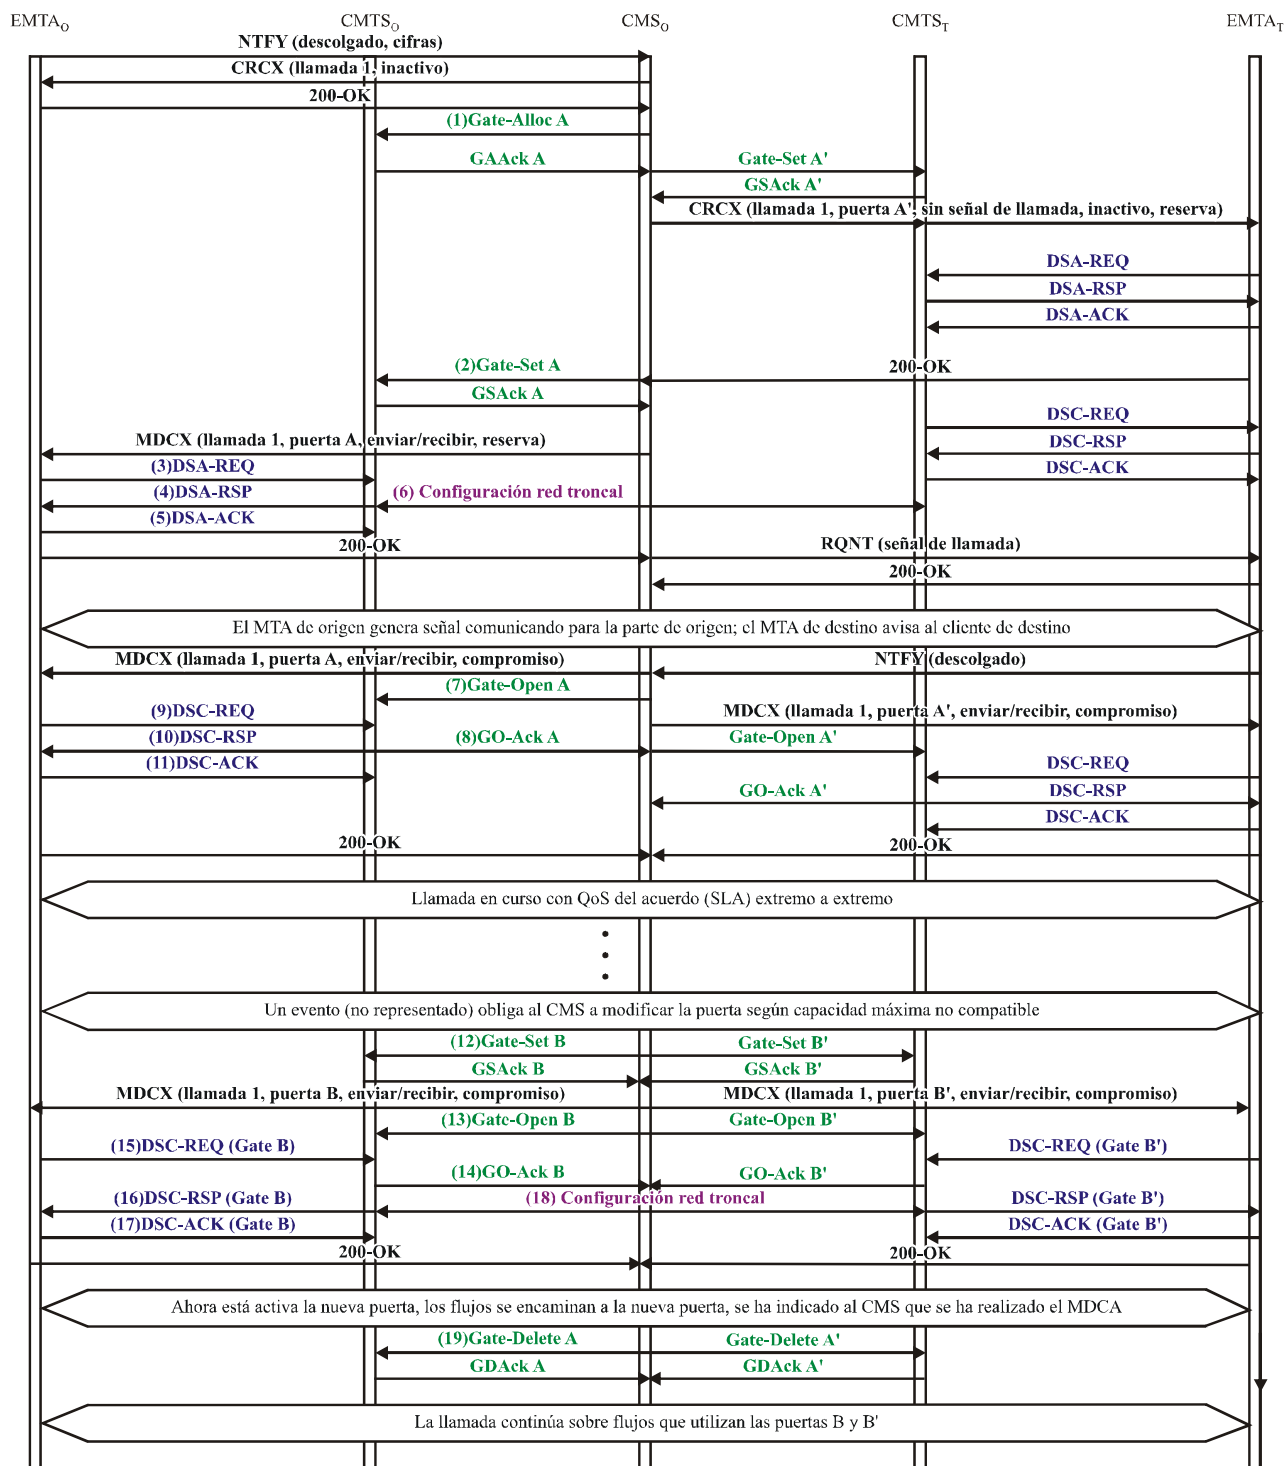 EMTAO CMTSO CMSO CMTST EMTAT
NTFY (descolgado, cifras)
CRCX (llamada 1, inactivo)
200-OK
(1)Gate-Alloc A
GAAck A Gate-Set A'
GSAck A'
CRCX (llamada 1, puerta A', sin señal de llamada, inactivo, reserva)
DSA-REQ
DSA-RSP
DSA-ACK
(2)Gate-Set A 200-OK
GSAck A
DSC-REQ
MDCX (llamada 1, puerta A, enviar/recibir, reserva) DSC-RSP
(3)DSA-REQ DSC-ACK
(4)DSA-RSP (6) Configuración red troncal
(5)DSA-ACK
200-OK RQNT (señal de llamada)
200-OK
El MTA de origen genera señal comunicando para la parte de origen; el MTA de destino avisa al cliente de destino
MDCX (llamada 1, puerta A, enviar/recibir, compromiso) NTFY (descolgado)
(7)Gate-Open A
(9)DSC-REQ MDCX (llamada 1, puerta A', enviar/recibir, compromiso)
(10)DSC-RSP (8)GO-Ack A Gate-Open A'
(11)DSC-ACK DSC-REQ
GO-Ack A' DSC-RSP
DSC-ACK
200-OK 200-OK
Llamada en curso con QoS del acuerdo (SLA) extremo a extremo
Un evento (no representado) obliga al CMS a modificar la puerta según capacidad máxima no compatible
(12)Gate-Set B Gate-Set B'
GSAck B GSAck B'
MDCX (llamada 1, puerta B, enviar/recibir, compromiso) MDCX (llamada 1, puerta B', enviar/recibir, compromiso)
(13)Gate-Open B Gate-Open B'
(15)DSC-REQ (Gate B) DSC-REQ (Gate B')
(14)GO-Ack B GO-Ack B'
(16)DSC-RSP (Gate B) (18) Configuración red troncal DSC-RSP (Gate B')
(17)DSC-ACK (Gate B) DSC-ACK (Gate B')
200-OK 200-OK
Ahora está activa la nueva puerta, los flujos se encaminan a la nueva puerta, se ha indicado al CMS que se ha realizado el MDCA
(19)Gate-Delete A Gate-Delete A'
GDAck A GDAck A'
La llamada continúa sobre flujos que utilizan las puertas B y B'